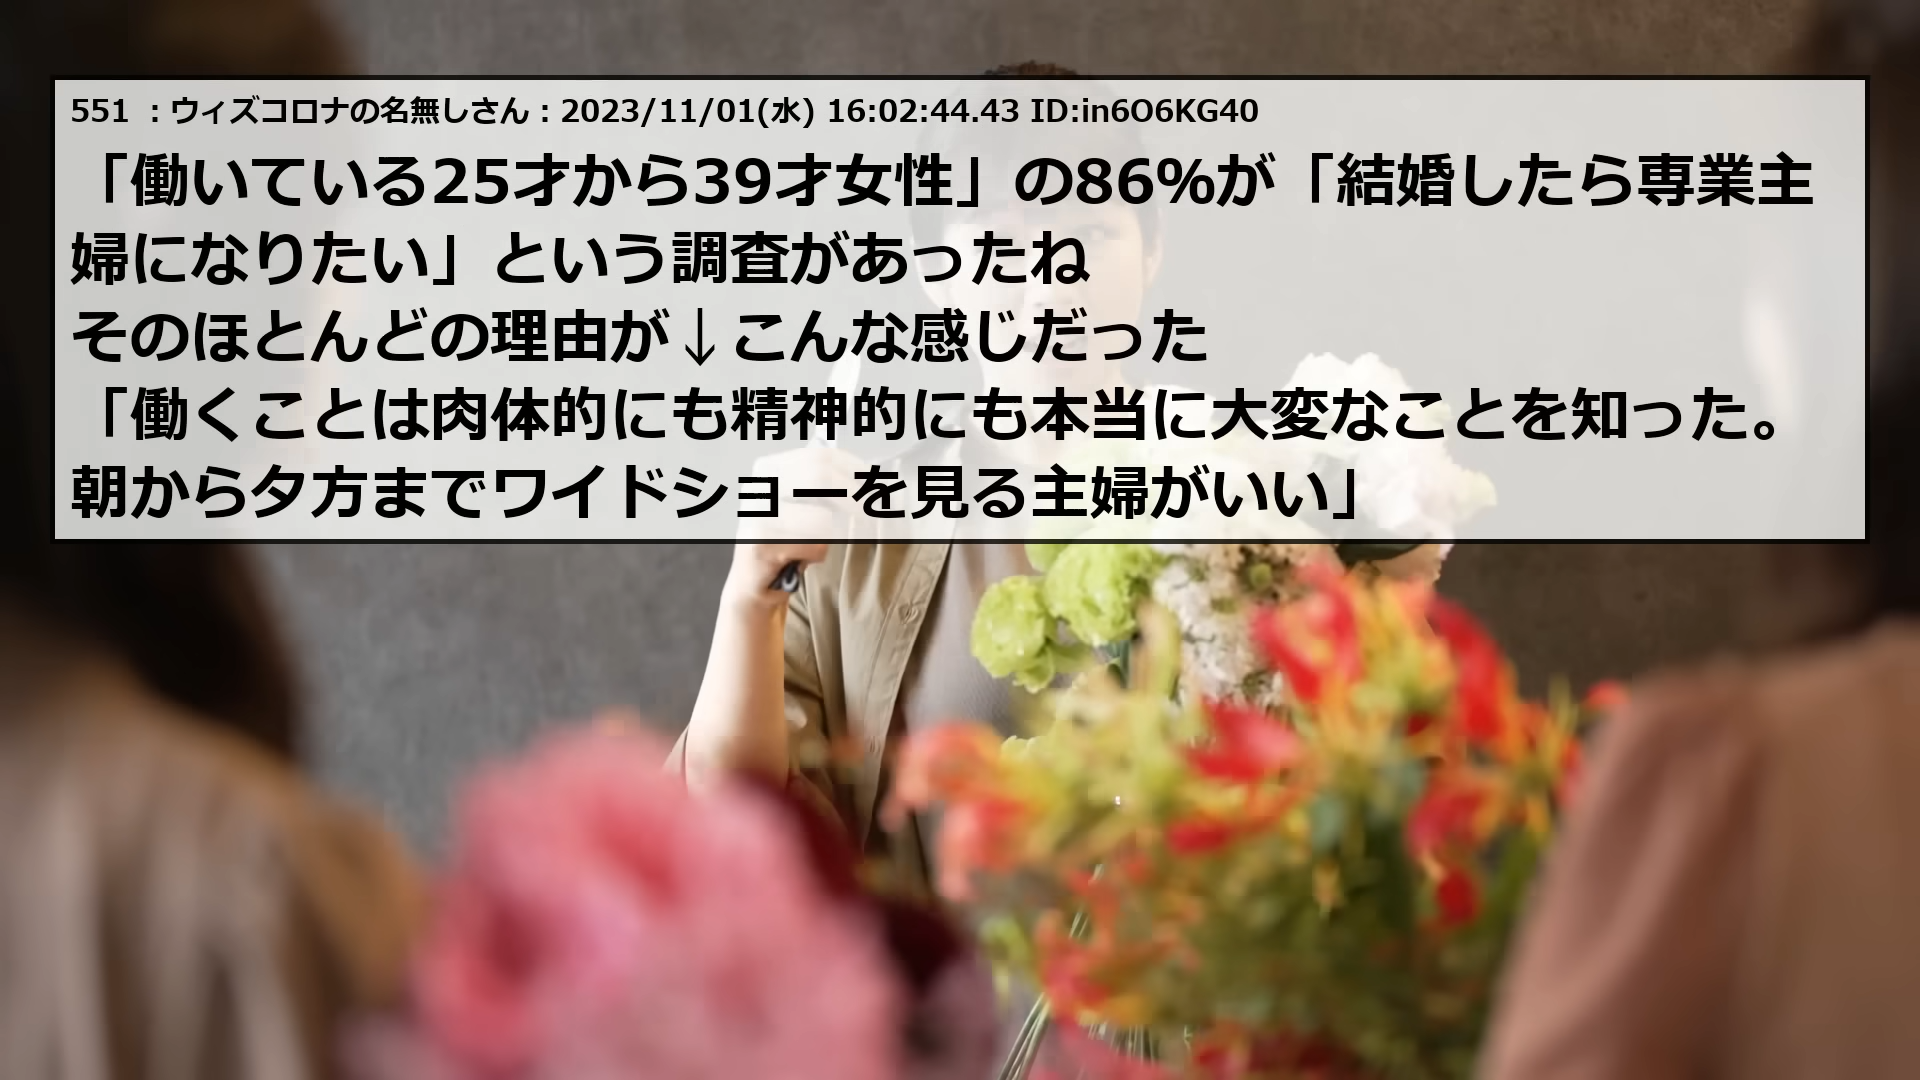 551 ：ウィズコロナの名無しさん：2023/11/01(水) 16:02:44.43 ID:in6O6KG40
「働いている25才から39才女性」の86%が「結婚したら専業主
婦になりたい」という調査があったね
そのほとんどの理由が↓こんな感じだった
「働くことは肉体的にも精神的にも本当に大変なことを知った。
朝から夕方までワイドショーを見る主婦がいい」